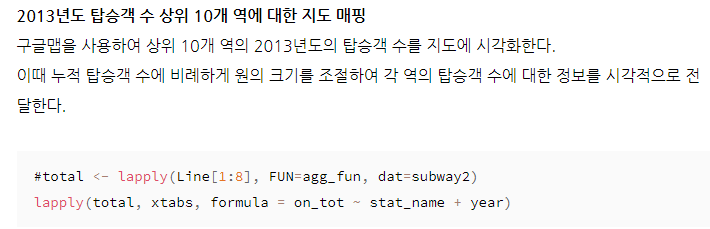 2013년도 탑승객 수 상위 10개 역에 대한 지도 매핑
구글맵을 사용하여 상위 10개 역의 2013년도의 탑승객 수를 지도에 시각화한다.
이때 누적 탑승객 수에 비례하게 원의 크기를 조절하여 각 역의 탑승객 수에 대한 정보를 시각적으로 전
달한다.
#total <- lapply(Line[1:8], FUN=agg_fun, dat=subway2)
lapply(total, xtabs, formula = on_tot ~ stat_name + year)